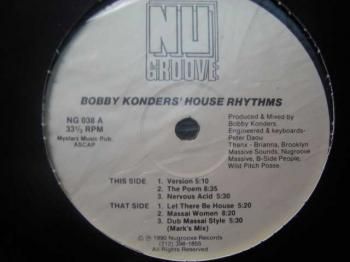 NU
GROOVE
BOBBY KONDERS' HOUSE RHYTHMS
NG 038 A
33⅓ RPM
Mystex Music Pub.
ASCAP
Produced & Mixed by
Bobby Konders.
Engineered & keyboards-
Peter Daou
Thanx - Brianna, Brooklyn
Massive Sounds, Nugroove
Massive, B-Side People,
Wild Pitch Posse.
THIS SIDE 1. Version 5:10
2. The Poem 8:35
3. Nervous Acid 5:30
THAT SIDE 1. Let There Be House 5:20
2. Massai Women 8:20
3. Dub Massai Style 5:30
(Mark's Mix)
© ℗ 1990 Nugroove Records
(212) 398-1855
All Rights Reserved